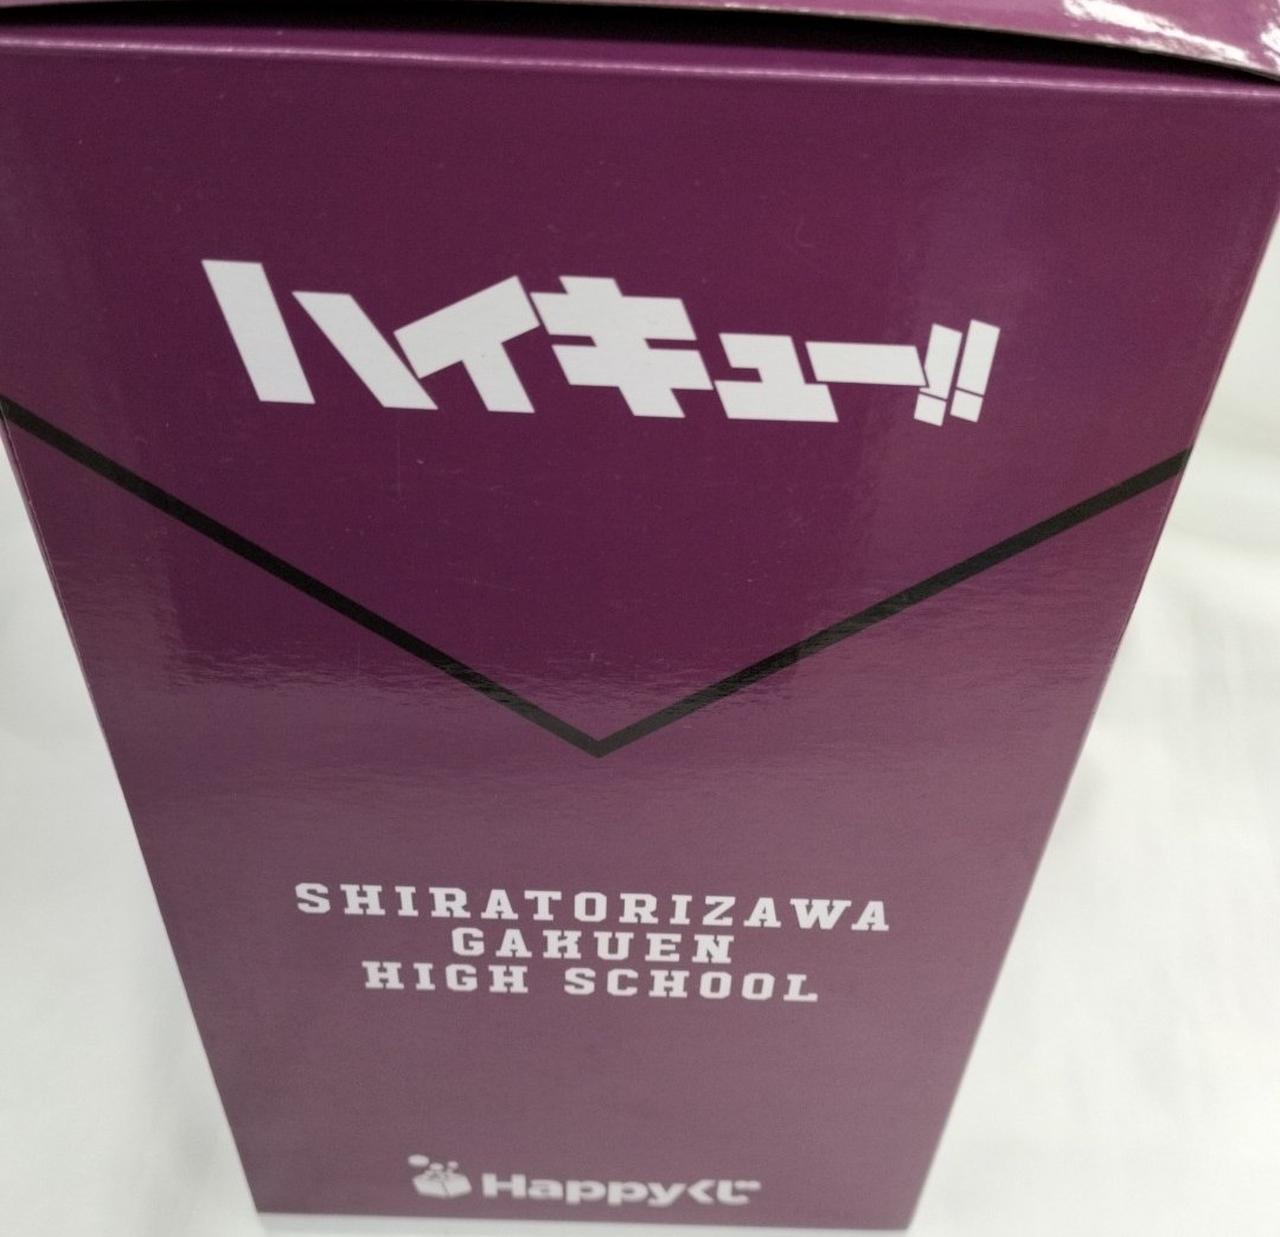 ハイキュー!!
SHIRATORIZAWA
GAKUEN
HIGH SCHOOL
Happyくじ